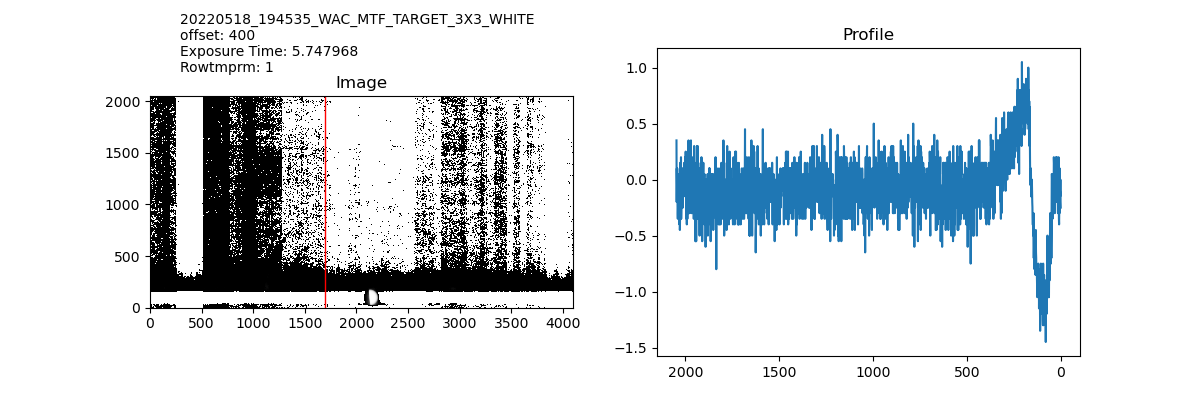 20220518_194535_WAC_MTF_TARGET_3X3_WHITE
offset: 400
Exposure Time: 5.747968
Rowtmprm: 1
Image
2000
1500
1000
500
0
0 500 1000 1500 2000 2500 3000 3500 4000
Profile
1.0
0.5
0.0
−0.5
−1.0
−1.5
2000 1500 1000 500 0